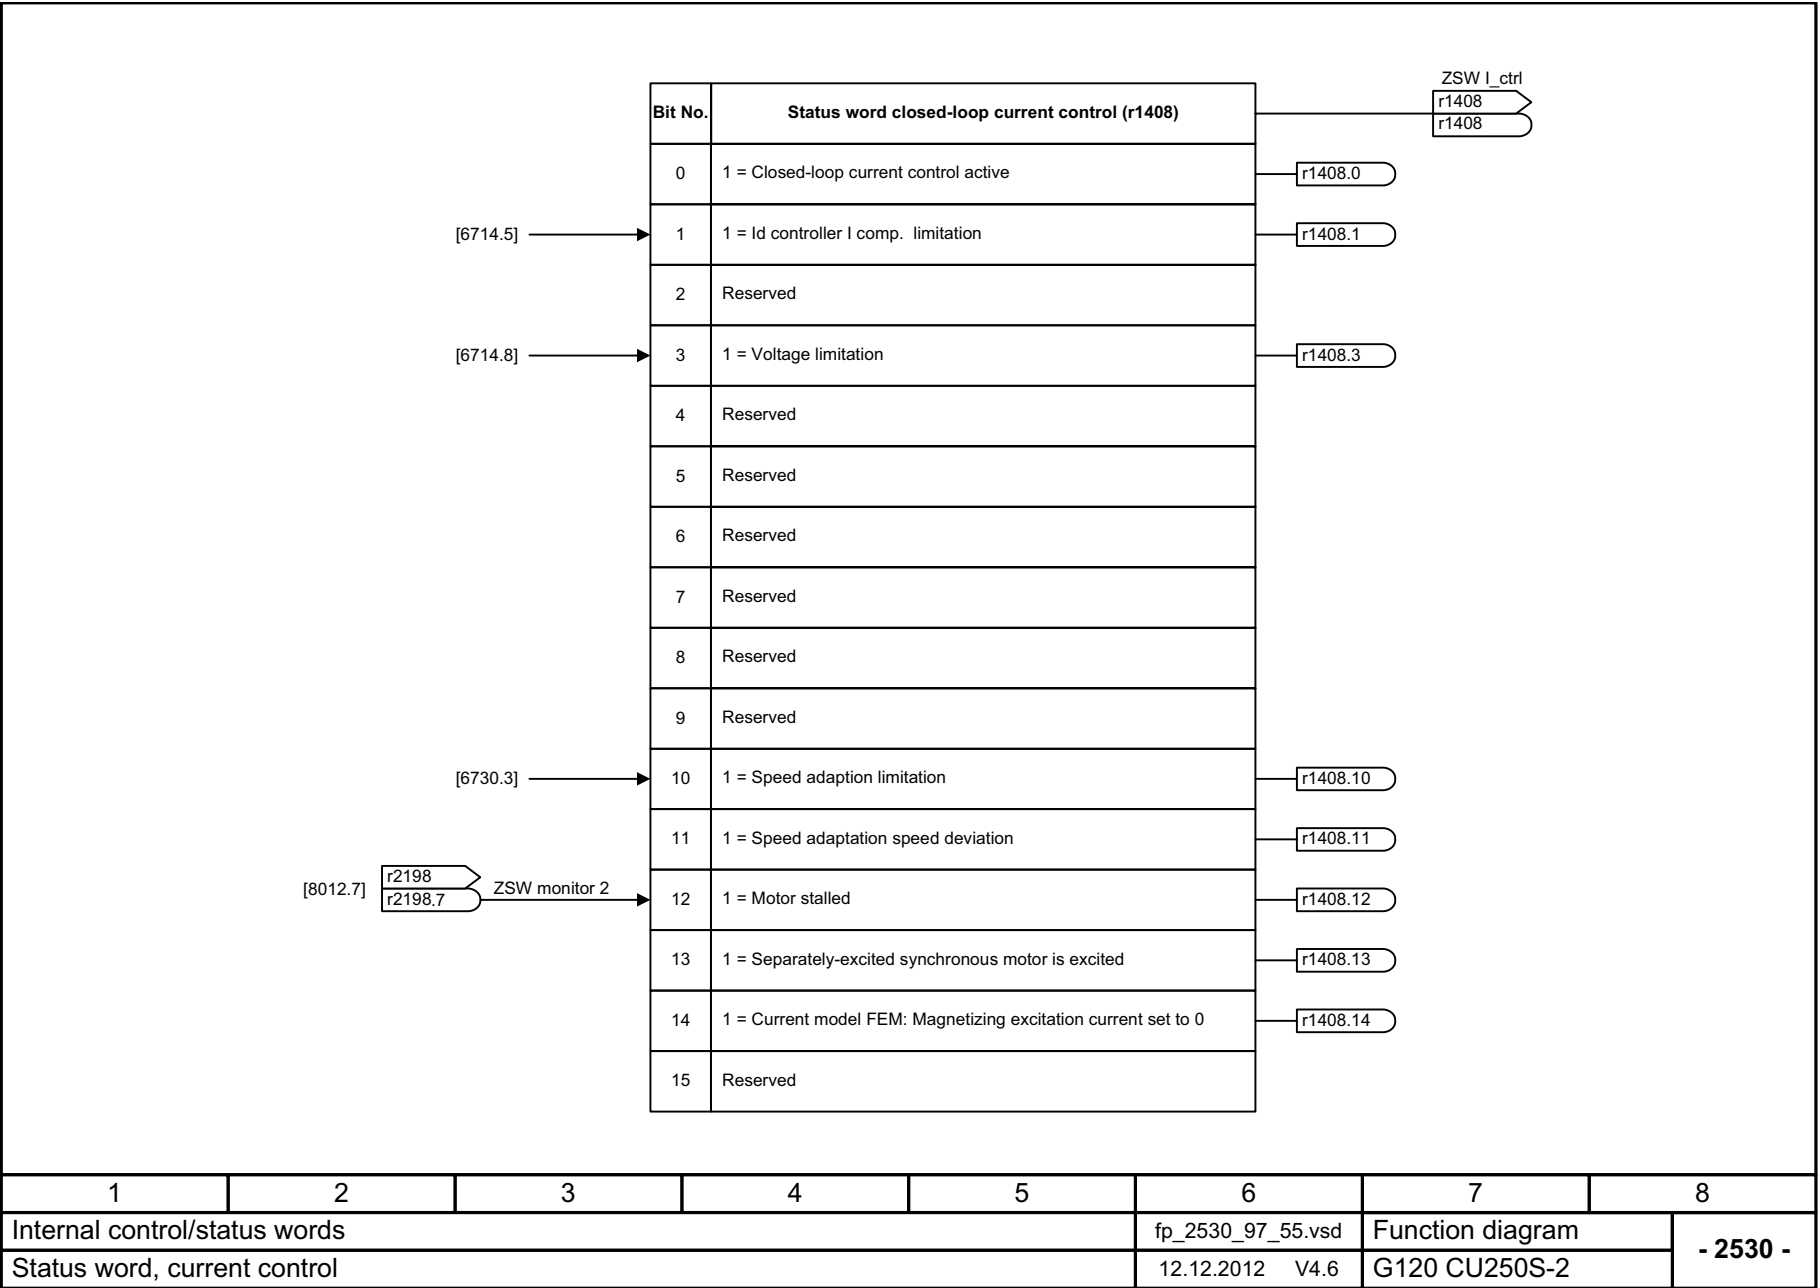 ZSW I_ctrl
r1408
r1408
Bit No. Status word closed-loop current control (r1408)
0 1 = Closed-loop current control active r1408.0
[6714.5] 1 1 = Id controller I comp. limitation r1408.1
2 Reserved
[6714.8] 3 1 = Voltage limitation r1408.3
4 Reserved
5 Reserved
6 Reserved
7 Reserved
8 Reserved
9 Reserved
[6730.3] 10 1 = Speed adaption limitation r1408.10
11 1 = Speed adaptation speed deviation r1408.11
r2198
[8012.7] r2198.7 ZSW monitor 2 12 1 = Motor stalled r1408.12
13 1 = Separately-excited synchronous motor is excited r1408.13
14 1 = Current model FEM: Magnetizing excitation current set to 0 r1408.14
15 Reserved
1 2 3 4 5 6 7 8
Internal control/status words fp_2530_97_55.vsd Function diagram
- 2530 -
Status word, current control 12.12.2012 V4.6 G120 CU250S-2